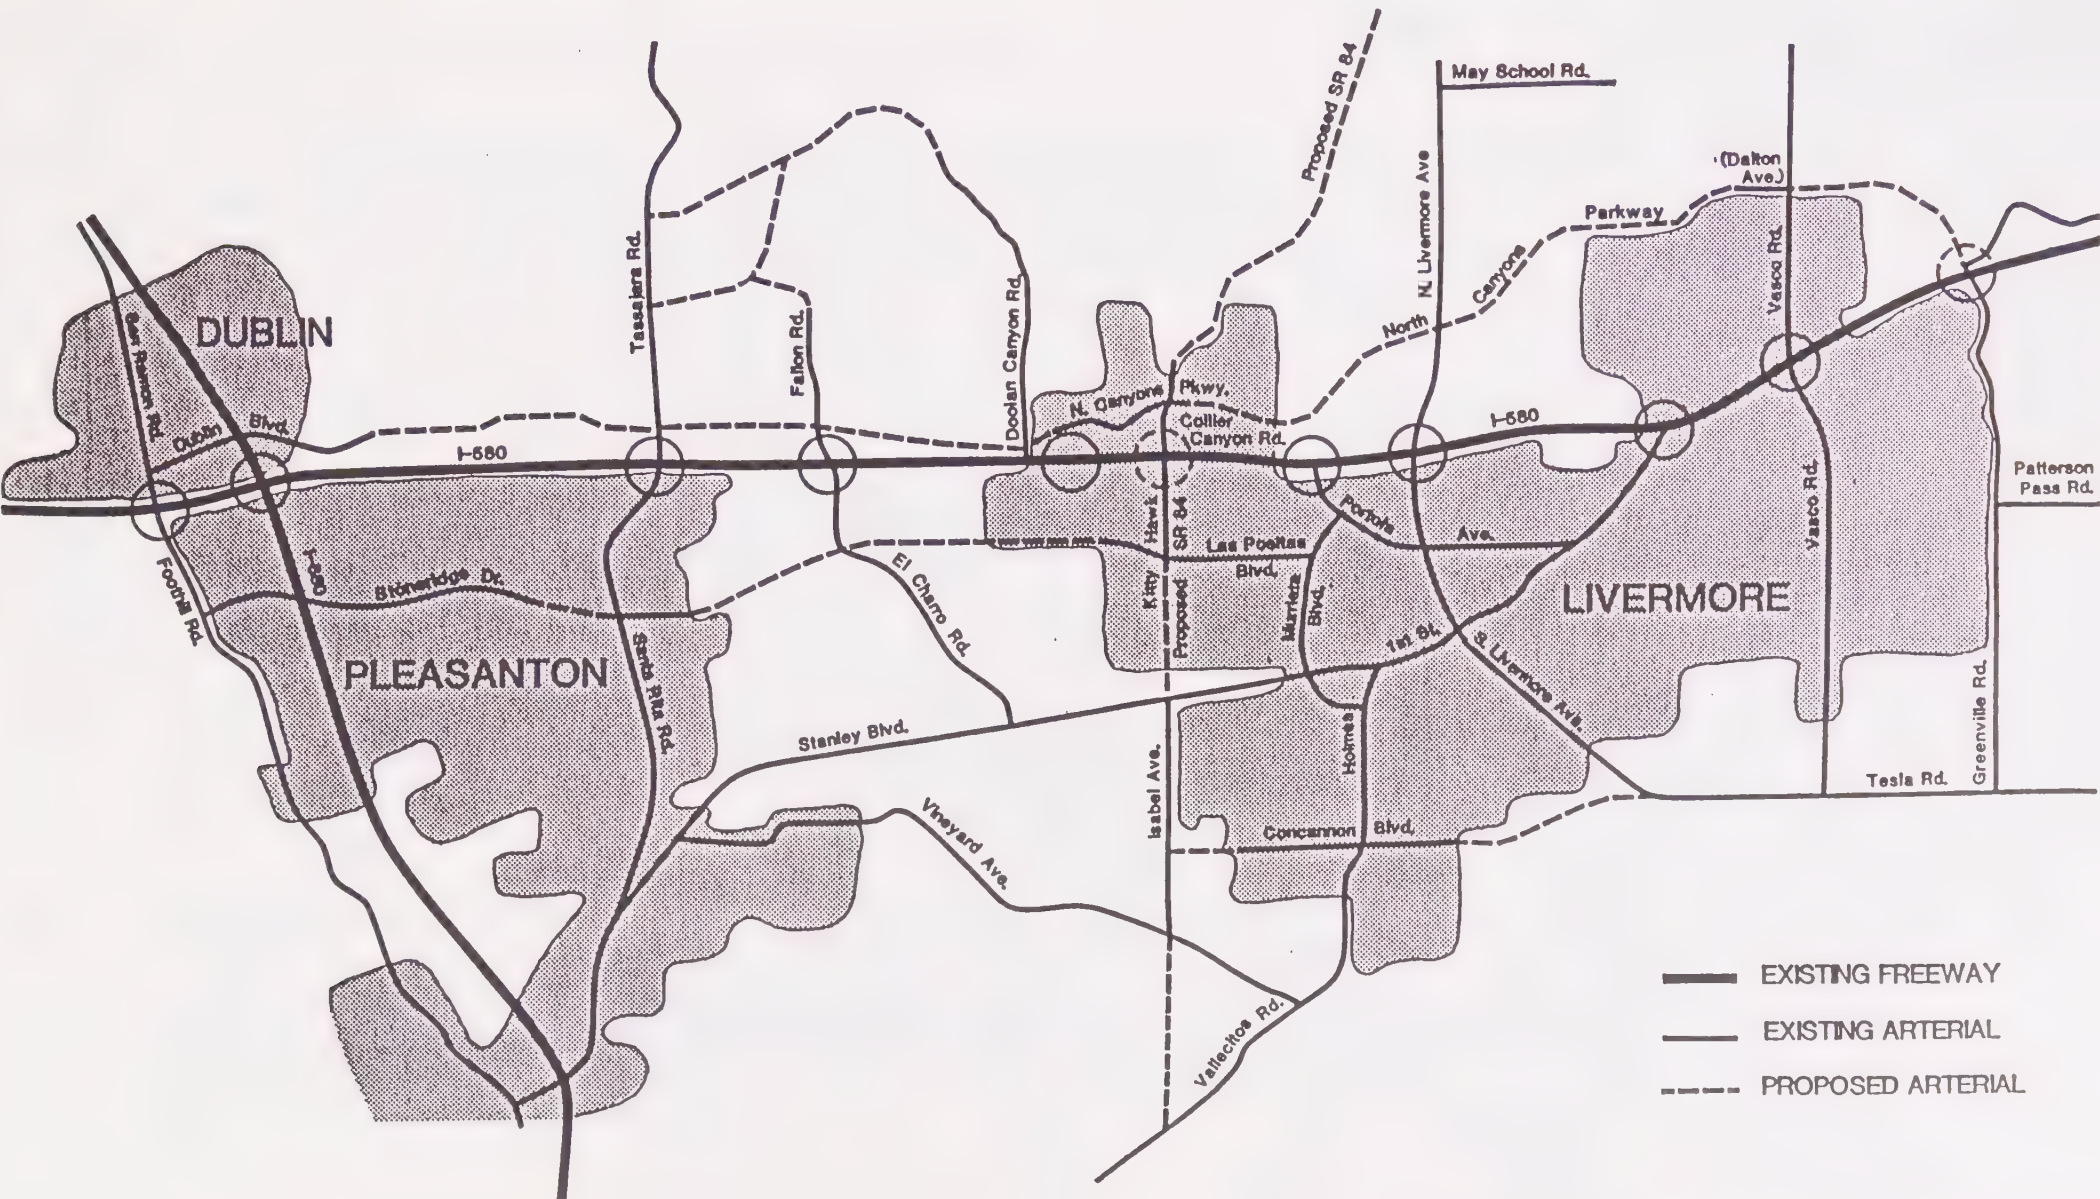 May School Rd.
Proposed SR 84
(Dalton
Ave.)
N. Livermore Ave
Parkway
Canyons
North
Vasco Rd.
Tassajara Rd.
Fallon Rd.
Doolan Canyon Rd.
DUBLIN
San Ramon Rd.
Dublin Blvd.
N. Canyons Pkwy.
Collier
Canyon Rd.
I-580
I-580
Patterson
Pass Rd.
Kitty Hawk
Proposed SR 84
Portola Ave.
Las Positas
Blvd.
Murrieta
Blvd.
Vasco Rd.
LIVERMORE
Foothill Rd.
I-680
Stoneridge Dr.
El Charro Rd.
1st St.
S. Livermore Ave.
PLEASANTON
Santa Rita Rd.
Stanley Blvd.
Isabel Ave.
Holmes
Greenville Rd.
Tesla Rd.
Vineyard Ave.
Concannon Blvd.
Vallecitos Rd.
EXISTING FREEWAY
EXISTING ARTERIAL
PROPOSED ARTERIAL